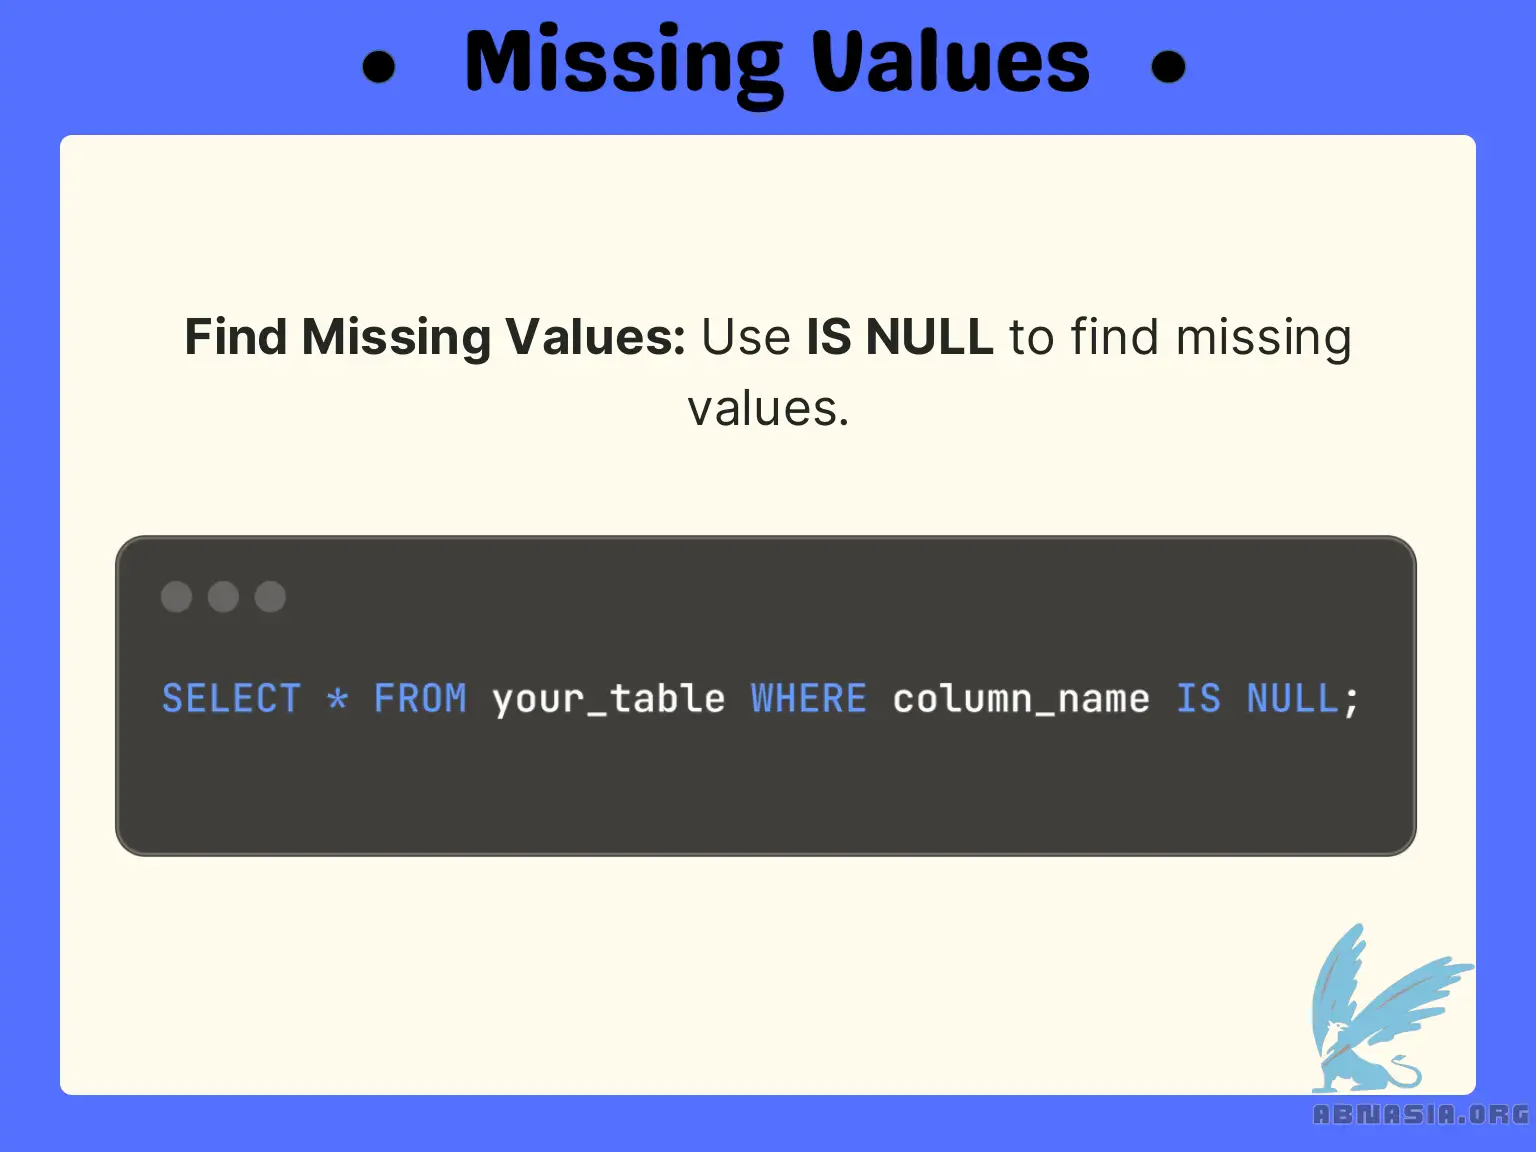 • Missing Values •
Find Missing Values: Use IS NULL to find missing
values.
SELECT * FROM your_table WHERE column_name IS NULL;
ABNASIA.ORG